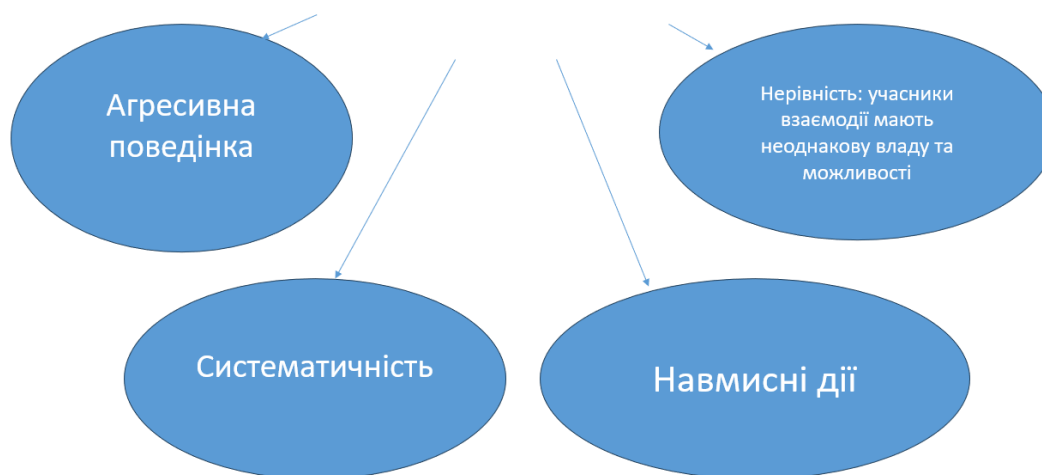 Агресивна
поведінка
Нерівність: учасники
взаємодії мають
неоднакову владу та
можливості
Систематичність
Навмисні дії